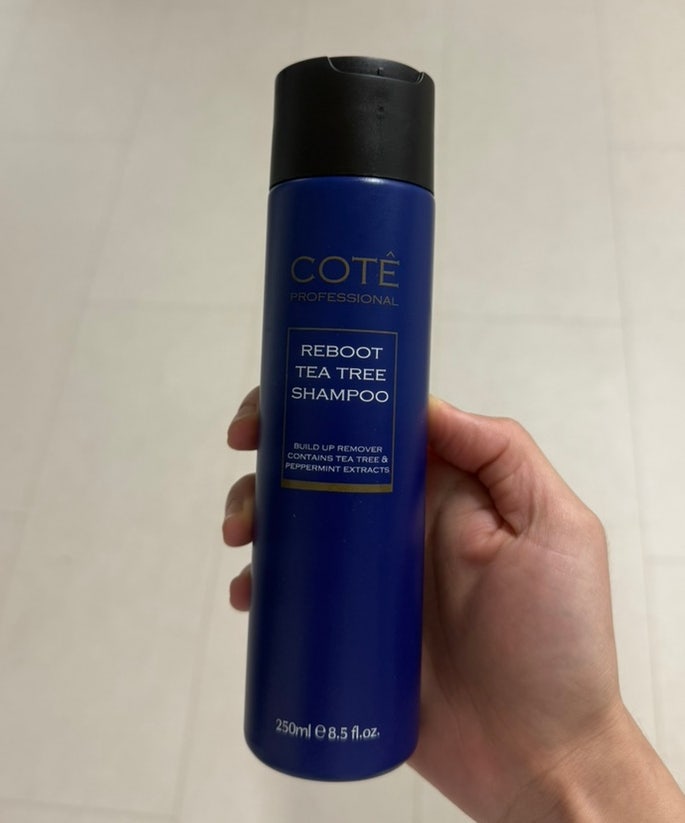 COTÊ
PROFESSIONAL
REBOOT
TEA TREE
SHAMPOO
BUILD UP REMOVER
CONTAINS TEA TREE &
PEPPERMINT EXTRACTS
250ml ℮ 8.5 fl.oz.